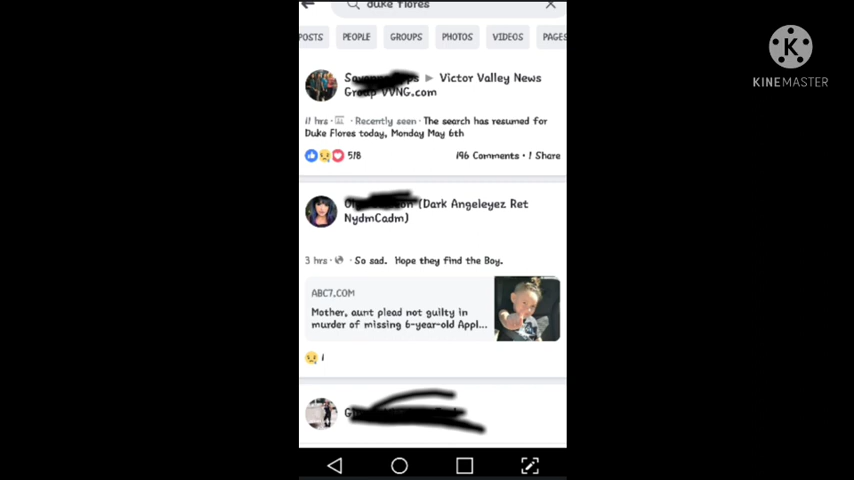 duke flores
POSTS
PEOPLE
GROUPS
PHOTOS
VIDEOS
PAGES
Victor Valley News
Group VVNG.com
11 hrs · Recently seen · The search has resumed for
Duke Flores today, Monday May 6th
518
196 Comments · 1 Share
(Dark Angeleyez Ret
NydmCadm)
3 hrs · · So sad. Hope they find the Boy.
ABC7.COM
Mother, aunt plead not guilty in
murder of missing 6-year-old Appl...
1
K
KINEMASTER